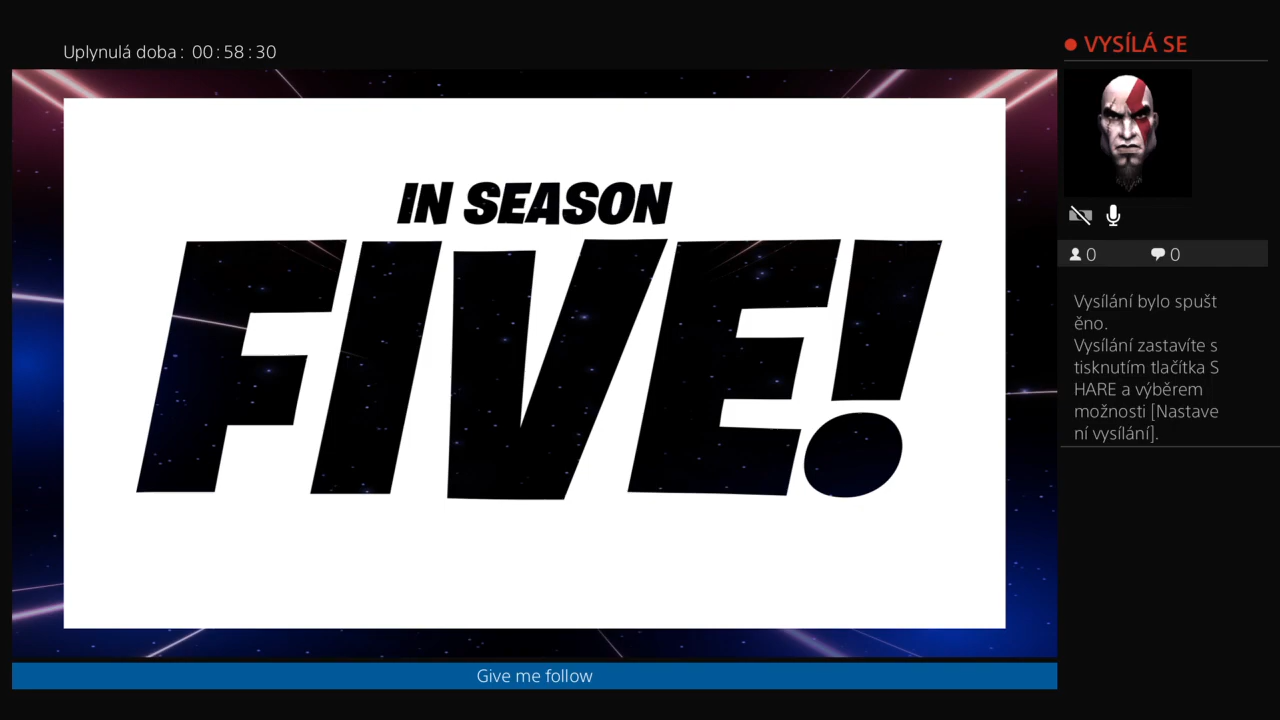 Uplynulá doba: 00:58:30
VYSÍLÁ SE
IN SEASON
FIVE!
0 0
Vysílání bylo spušt
ěno.
Vysílání zastavíte s
tisknutím tlačítka S
HARE a výběrem
možnosti [Nastave
ní vysílání].
Give me follow